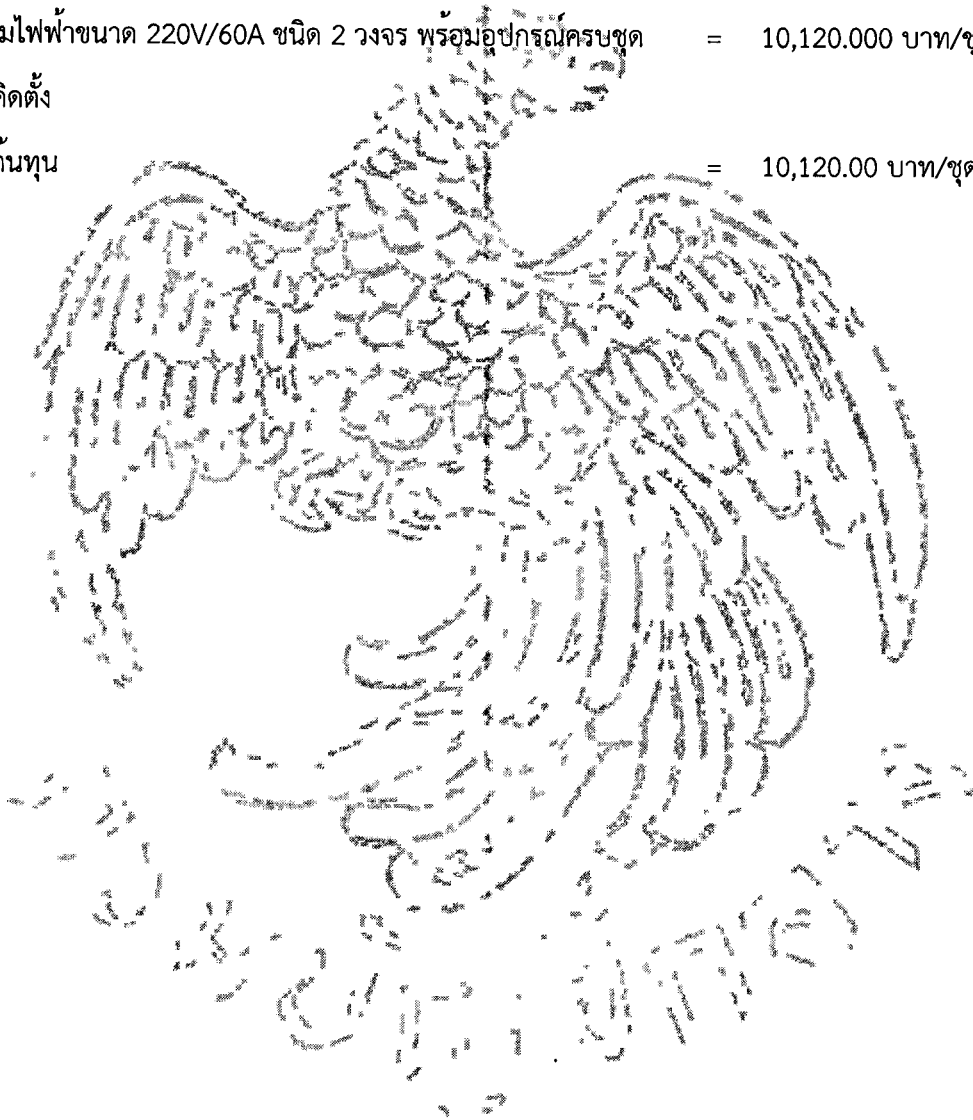 มไฟฟ้าขนาด 220V/60A ชนิด 2 วงจร พร้อมอุปกรณ์ครบชุด = 10,120.000 บาท/ชุ
ติดตั้ง
ต้นทุน = 10,120.00 บาท/ชุด